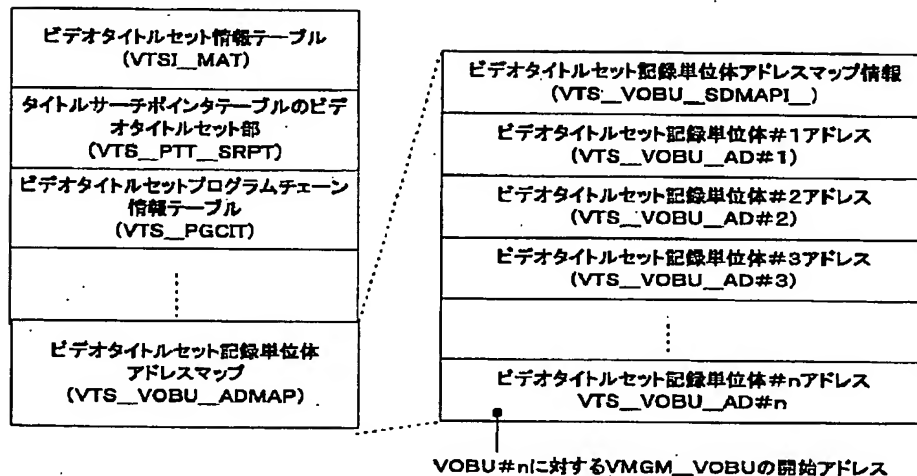 ビデオタイトルセット情報テーブル
(VTSI__MAT)
タイトルサーチポインタテーブルのビデ
オタイトルセット部
(VTS__PTT__SRPT)
ビデオタイトルセットプログラムチェーン
情報テーブル
(VTS__PGCIT)
ビデオタイトルセット記録単位体
アドレスマップ
(VTS__VOBU__ADMAP)
ビデオタイトルセット記録単位体アドレスマップ情報
(VTS__VOBU__SDMAPI__)
ビデオタイトルセット記録単位体#1アドレス
(VTS__VOBU__AD#1)
ビデオタイトルセット記録単位体#2アドレス
(VTS__VOBU__AD#2)
ビデオタイトルセット記録単位体#3アドレス
(VTS__VOBU__AD#3)
ビデオタイトルセット記録単位体#nアドレス
VTS__VOBU__AD#n
VOBU#nに対するVMGM__VOBUの開始アドレス